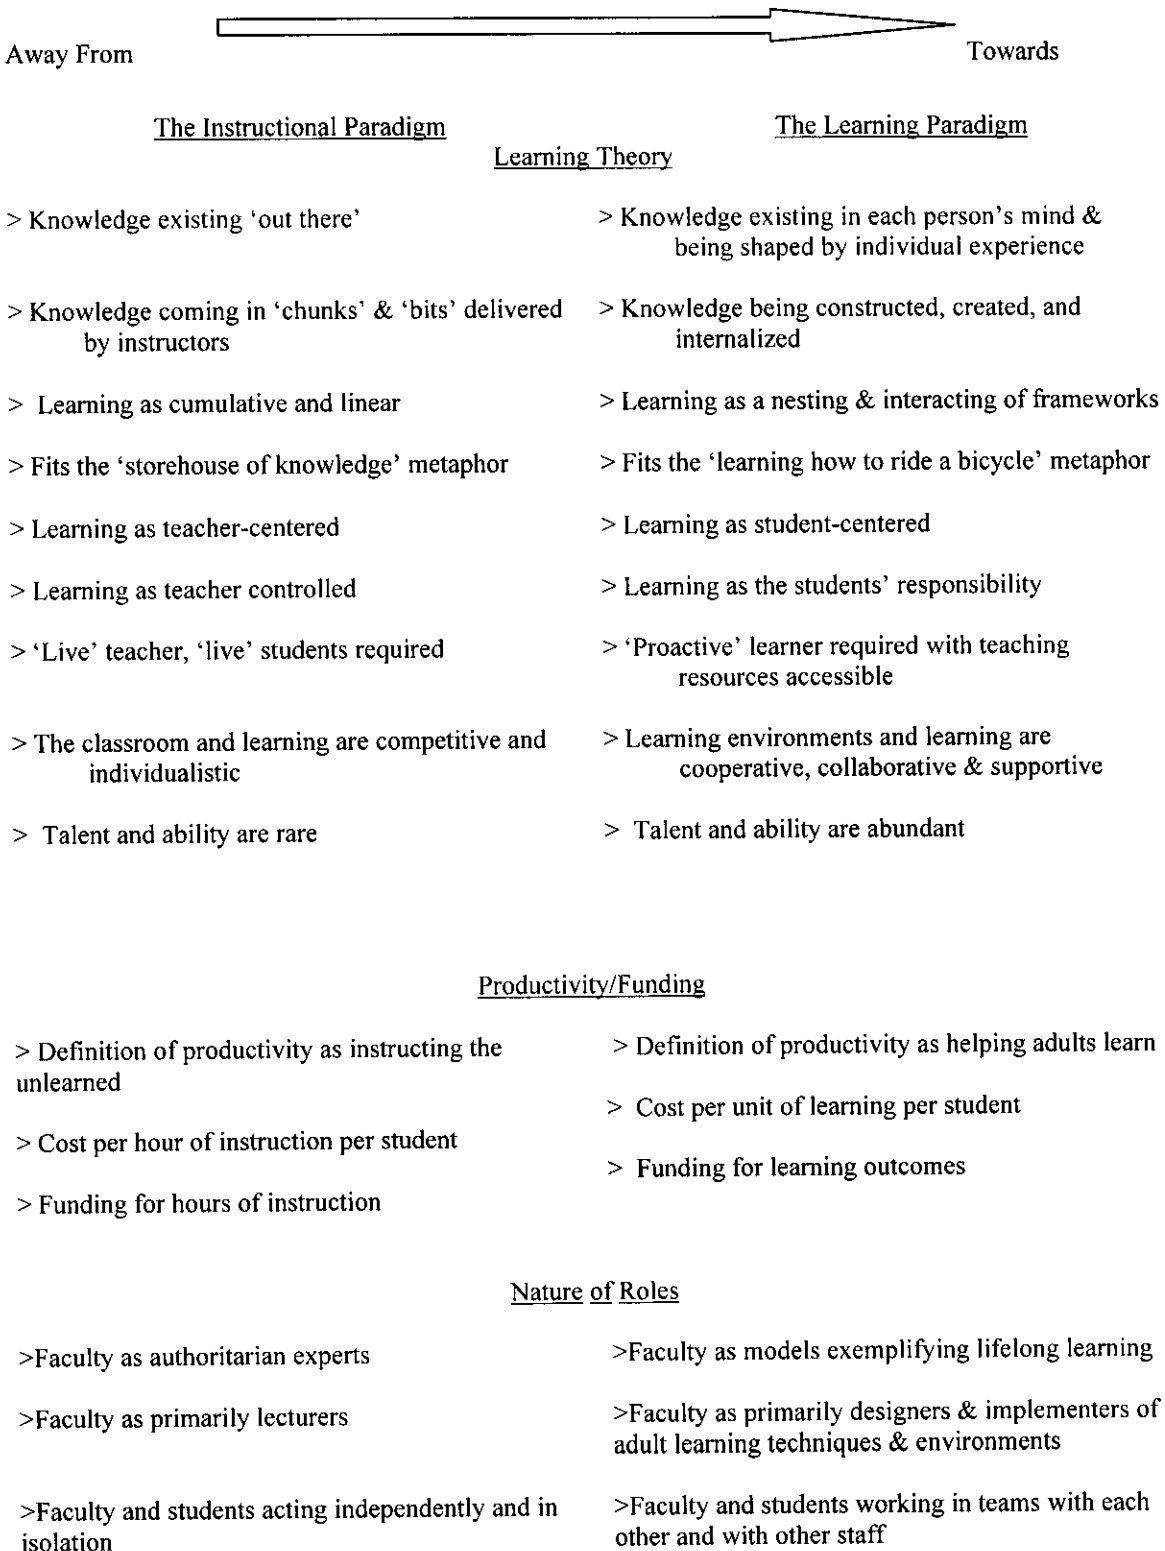 Away From
Towards
The Instructional Paradigm
The Learning Paradigm
Learning Theory
> Knowledge existing ‘out there’
> Knowledge existing in each person’s mind &
being shaped by individual experience
> Knowledge coming in ‘chunks’ & ‘bits’ delivered
by instructors
> Knowledge being constructed, created, and
internalized
> Learning as cumulative and linear
> Learning as a nesting & interacting of frameworks
> Fits the ‘storehouse of knowledge’ metaphor
> Fits the ‘learning how to ride a bicycle’ metaphor
> Learning as teacher-centered
> Learning as student-centered
> Learning as teacher controlled
> Learning as the students’ responsibility
> ‘Live’ teacher, ‘live’ students required
> ‘Proactive’ learner required with teaching
resources accessible
> The classroom and learning are competitive and
individualistic
> Learning environments and learning are
cooperative, collaborative & supportive
> Talent and ability are rare
> Talent and ability are abundant
Productivity/Funding
> Definition of productivity as instructing the
unlearned
> Definition of productivity as helping adults learn
> Cost per hour of instruction per student
> Cost per unit of learning per student
> Funding for hours of instruction
> Funding for learning outcomes
Nature of Roles
>Faculty as authoritarian experts
>Faculty as models exemplifying lifelong learning
>Faculty as primarily lecturers
>Faculty as primarily designers & implementers of
adult learning techniques & environments
>Faculty and students acting independently and in
isolation
>Faculty and students working in teams with each
other and with other staff